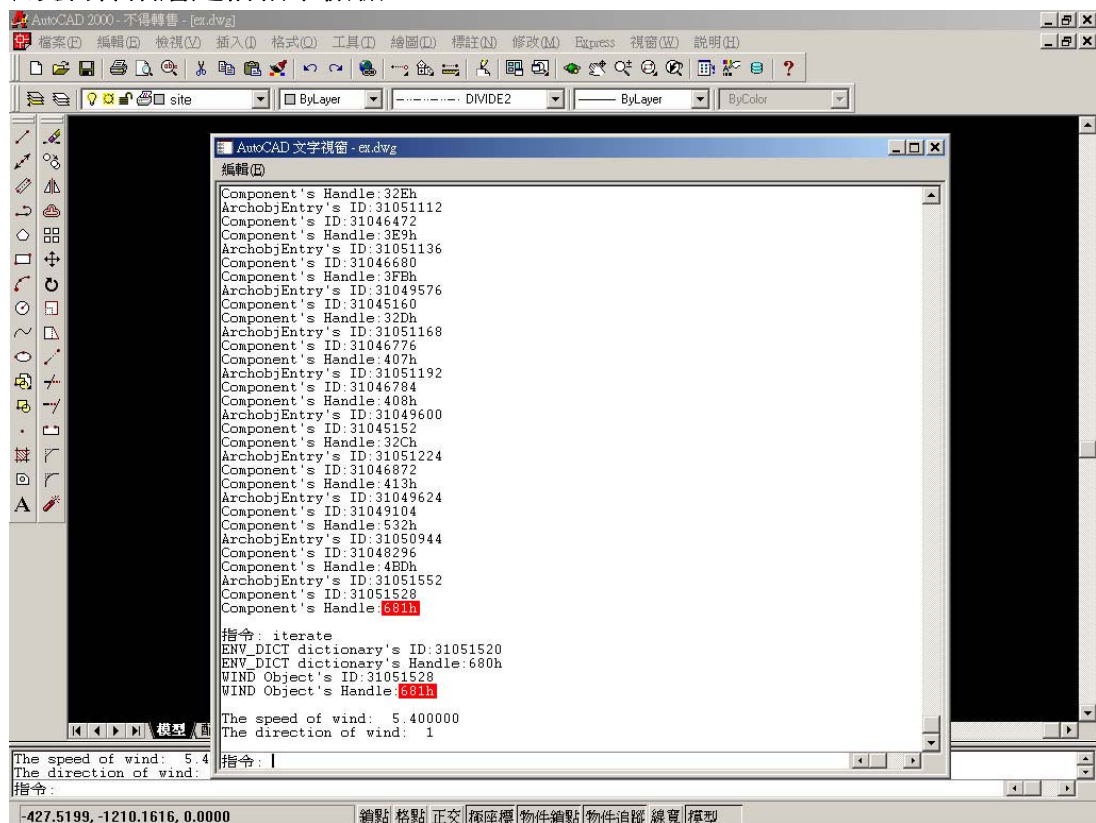 AutoCAD 2000 - 不得轉售 - [ex.dwg]
檔案(F) 編輯(E) 檢視(V) 插入(I) 格式(O) 工具(T) 繪圖(D) 標註(N) 修改(M) Express 視窗(W) 說明(H)
site ByLayer DIVIDE2 ByLayer ByColor
AutoCAD 文字視窗 - ex.dwg
編輯(E)
Component's Handle:32Eh
ArchobjEntry's ID:31051112
Component's ID:31046472
Component's Handle:3E9h
ArchobjEntry's ID:31051136
Component's ID:31046680
Component's Handle:3FBh
ArchobjEntry's ID:31049576
Component's ID:31045160
Component's Handle:32Dh
ArchobjEntry's ID:31051168
Component's ID:31046776
Component's Handle:407h
ArchobjEntry's ID:31051192
Component's ID:31046784
Component's Handle:408h
ArchobjEntry's ID:31049600
Component's ID:31045152
Component's Handle:32Ch
ArchobjEntry's ID:31051224
Component's ID:31046872
Component's Handle:413h
ArchobjEntry's ID:31049624
Component's ID:31049104
Component's Handle:532h
ArchobjEntry's ID:31050944
Component's ID:31048296
Component's Handle:4BDh
ArchobjEntry's ID:31051552
Component's ID:31051528
Component's Handle:681h
指令: iterate
ENV_DICT dictionary's ID:31051520
ENV_DICT dictionary's Handle:680h
WIND Object's ID:31051528
WIND Object's Handle:681h
The speed of wind: 5.400000
The direction of wind: 1
指令:
模型
The speed of wind: 5.4
The direction of wind:
指令:
-427.5199, -1210.1616, 0.0000 鎖點 格點 正交 極座標 物件鎖點 物件追蹤 線寬 模型